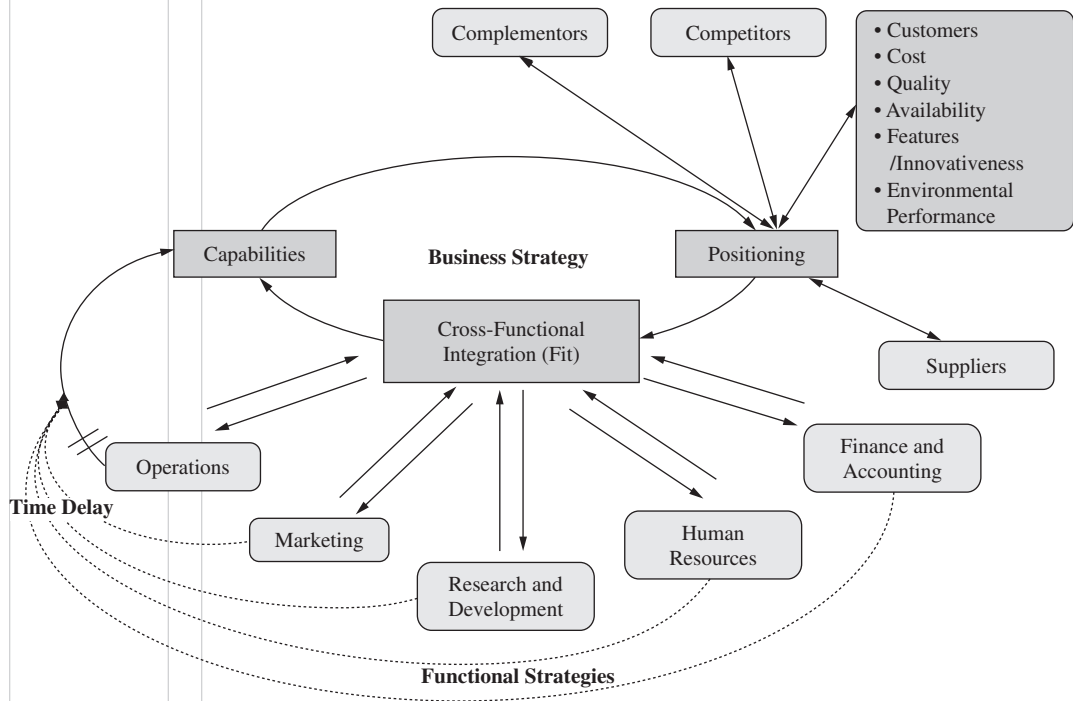 Complementors
Competitors
• Customers
• Cost
• Quality
• Availability
• Features
/Innovativeness
• Environmental
Performance
Capabilities
Business Strategy
Positioning
Cross-Functional
Integration (Fit)
Suppliers
Operations
Finance and
Accounting
Time Delay
Marketing
Human
Resources
Research and
Development
Functional Strategies